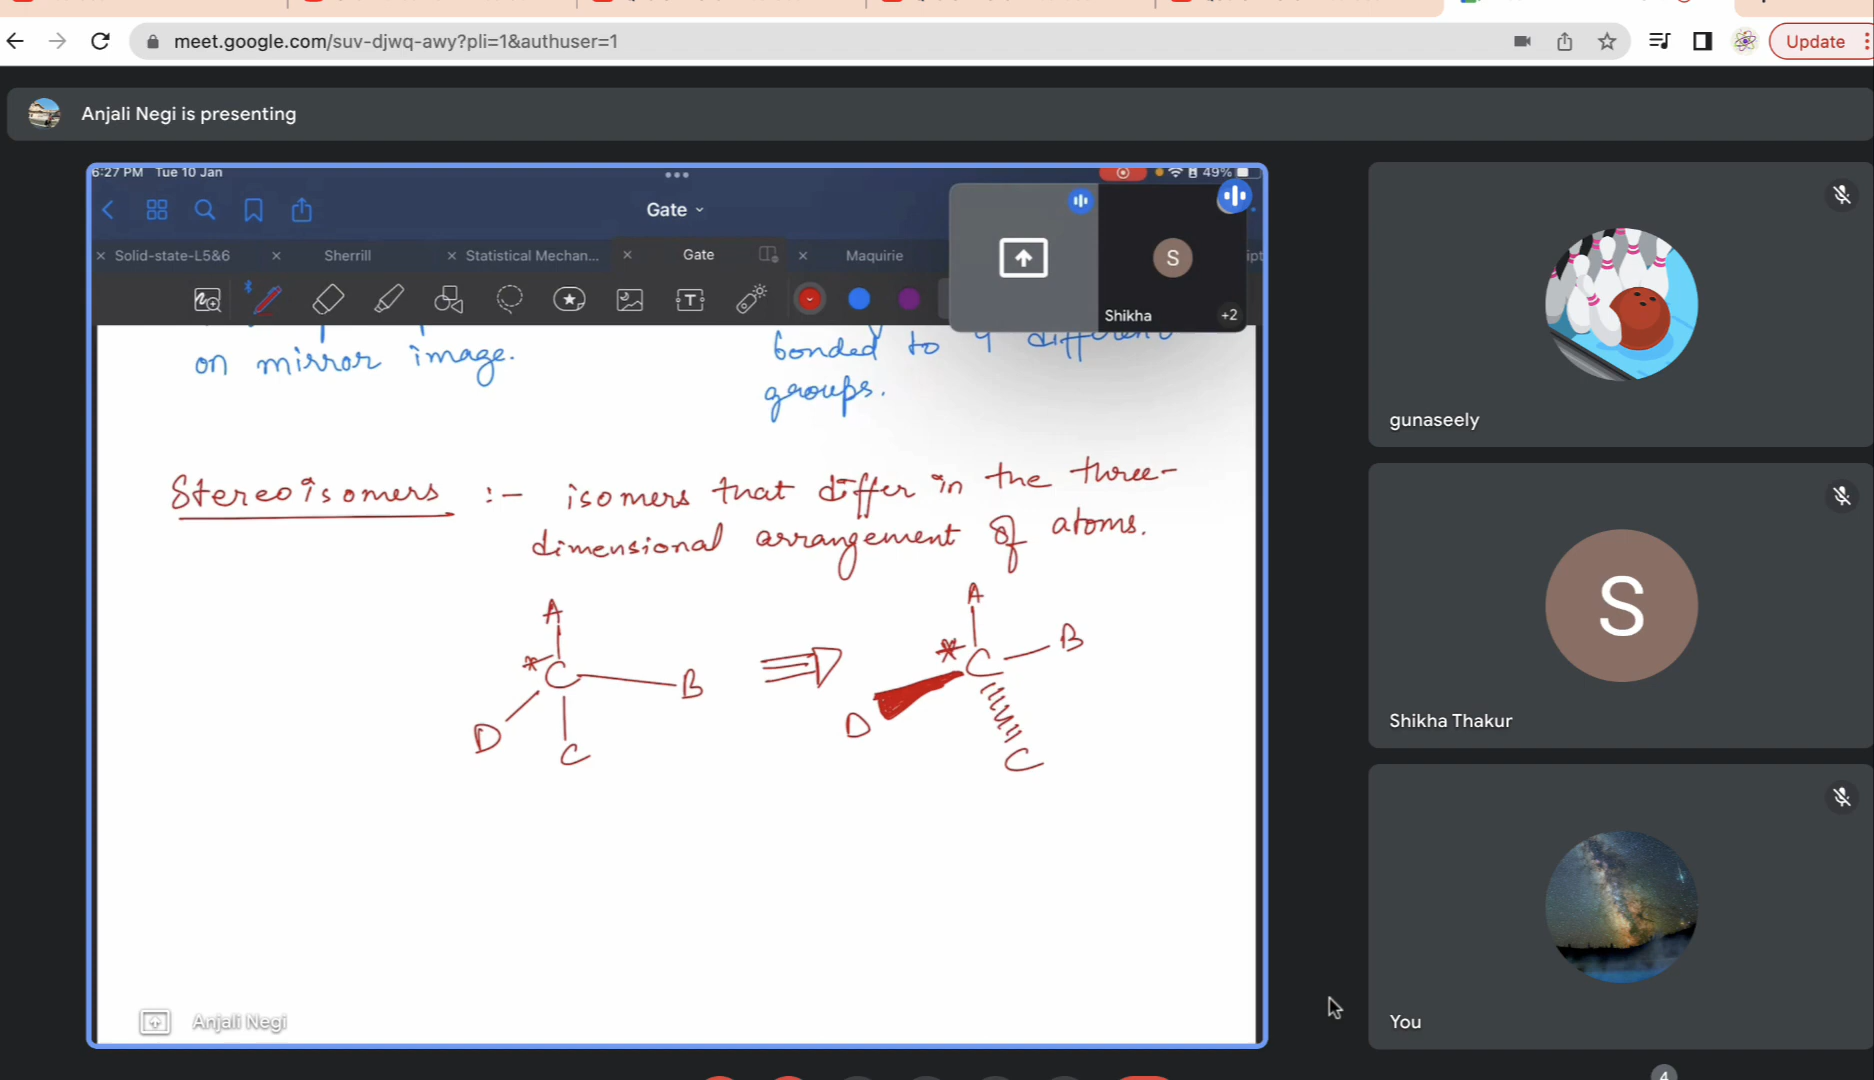 meet.google.com/suv-djwq-awy?pli=1&authuser=1
Update
Anjali Negi is presenting
6:27 PM Tue 10 Jan
49%
Gate
Solid-state-L5&6
Sherrill
Statistical Mechan...
Gate
Maquirie
S
Shikha
+2
T
on mirror image.
bonded to 4 different
groups.
Stereoisomers :- isomers that differ in the three-
dimensional arrangement of atoms.
A
* C
B
D
C
A
* C
B
D
C
Anjali Negi
gunaseely
S
Shikha Thakur
You
4